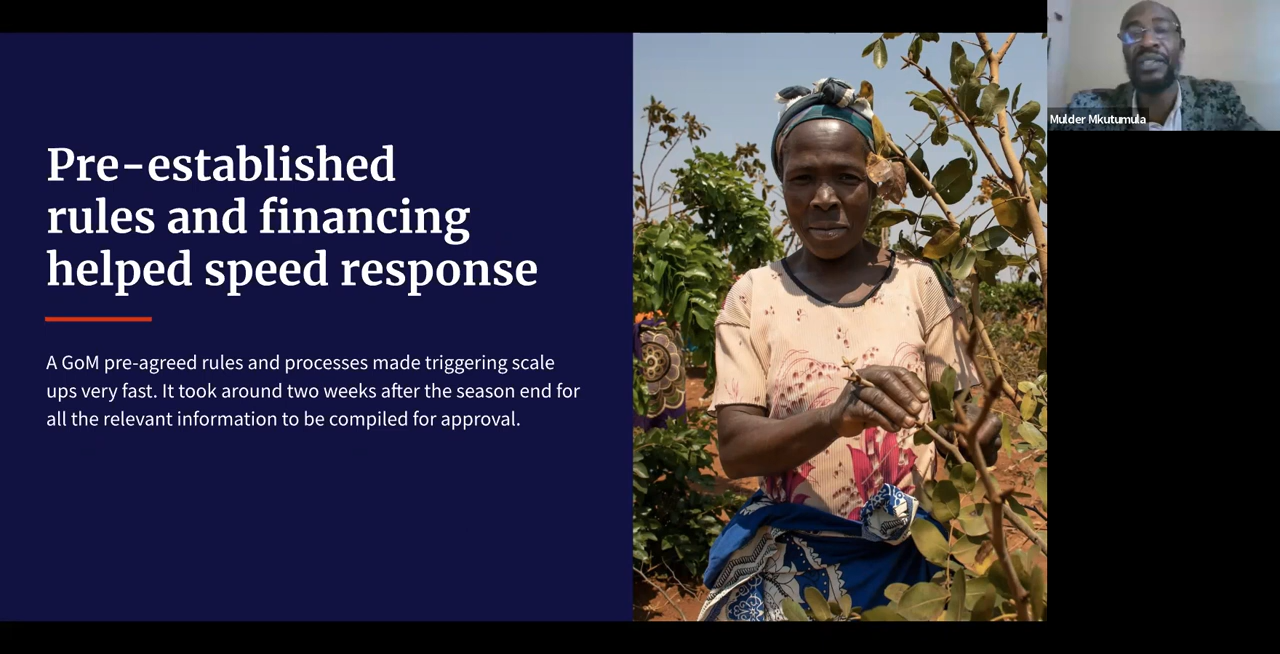 Pre-established
rules and financing
helped speed response
A GoM pre-agreed rules and processes made triggering scale
ups very fast. It took around two weeks after the season end for
all the relevant information to be compiled for approval.
Mulder Mkutumula